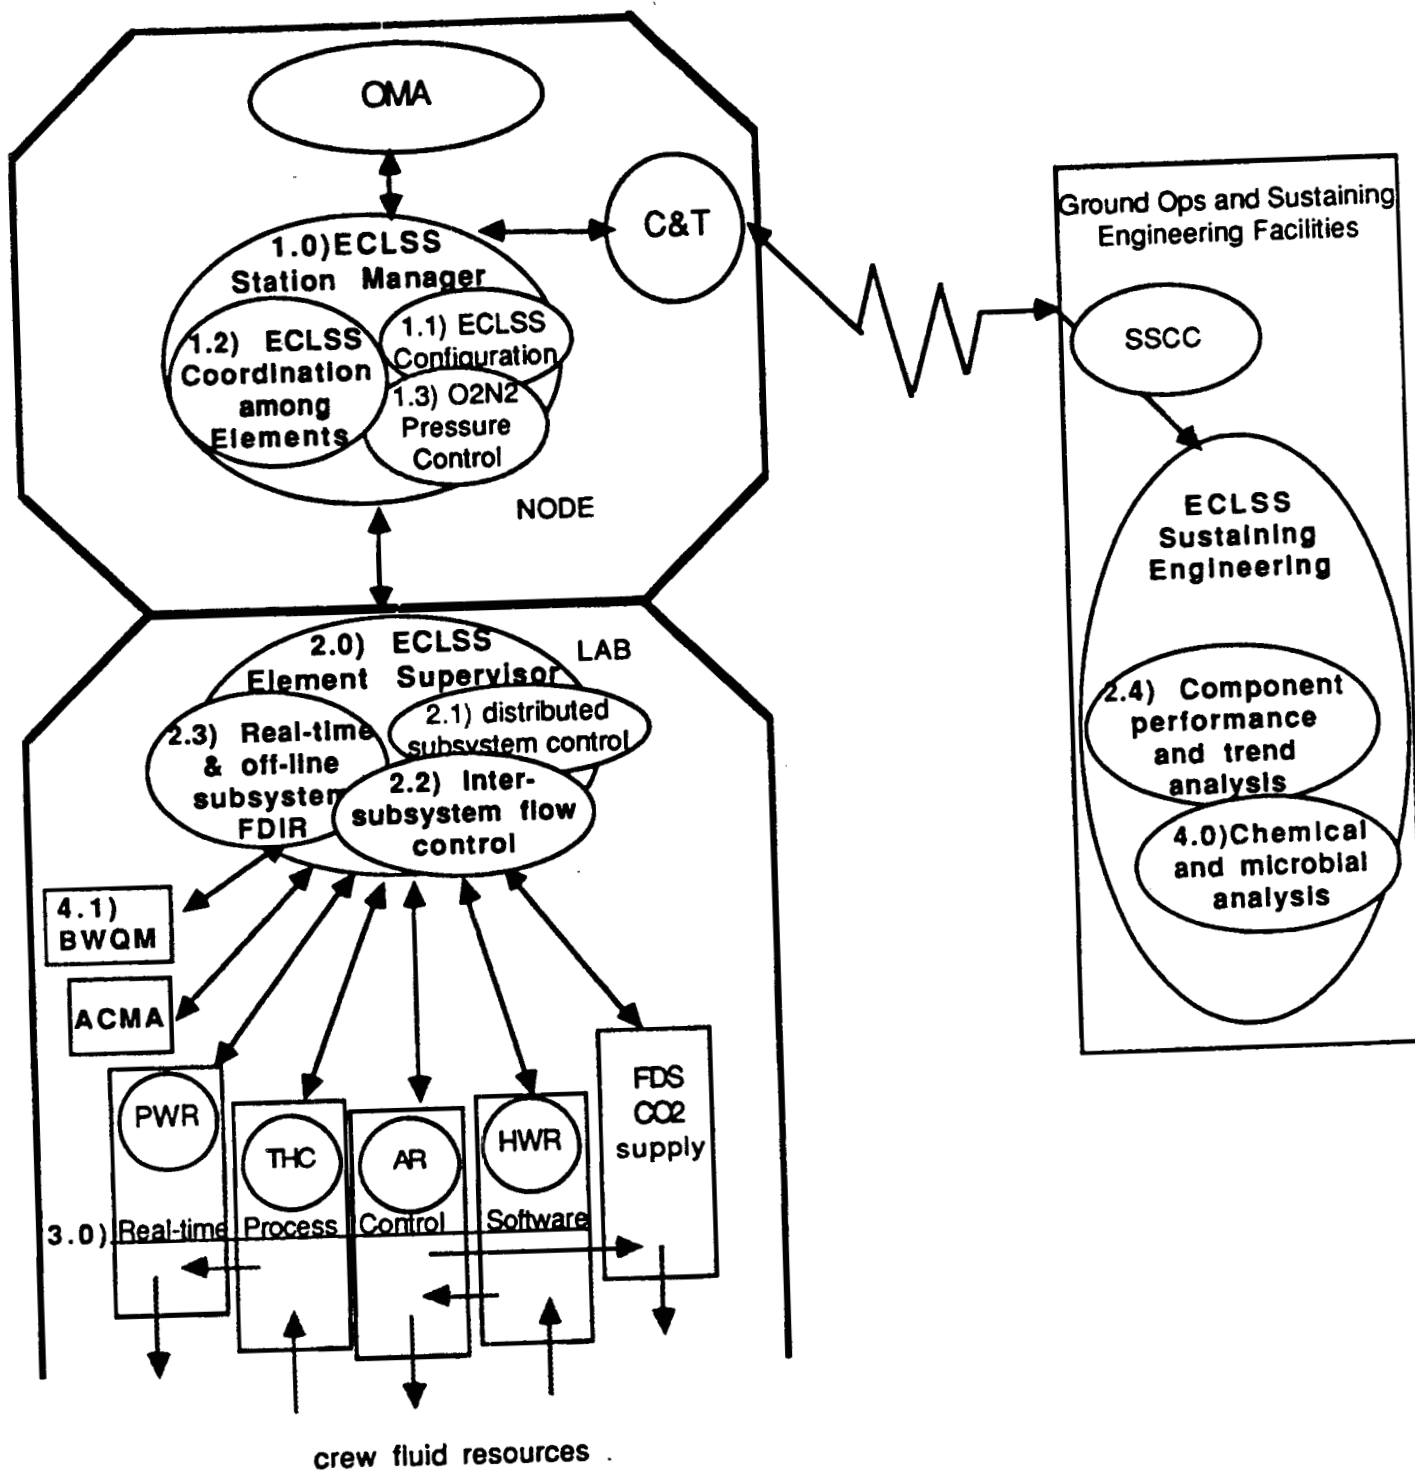 OMA
C&T
1.0)ECLSS
Station Manager
1.1) ECLSS
Configuration
1.2) ECLSS
Coordination
among
Elements
1.3) O2N2
Pressure
Control
NODE
Ground Ops and Sustaining
Engineering Facilities
SSCC
ECLSS
Sustaining
Engineering
2.4) Component
performance
and trend
analysis
4.0)Chemical
and microbial
analysis
2.0) ECLSS
Element Supervisor
LAB
2.1) distributed
subsystem control
2.3) Real-time
& off-line
subsystem
FDIR
2.2) Inter-
subsystem flow
control
4.1)
BWQM
ACMA
PWR
THC
AR
HWR
FDS
CO2
supply
3.0) Real-time Process Control Software
crew fluid resources